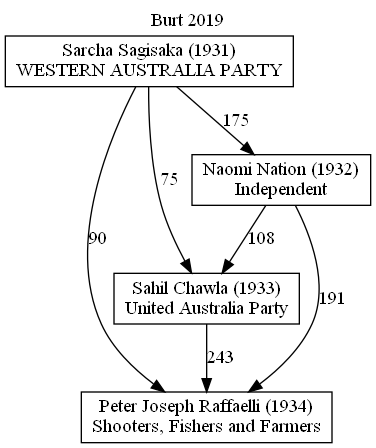 Burt 2019
Sarcha Sagisaka (1931)
WESTERN AUSTRALIA PARTY
175
Naomi Nation (1932)
Independent
75
90
108
191
Sahil Chawla (1933)
United Australia Party
243
Peter Joseph Raffaelli (1934)
Shooters, Fishers and Farmers